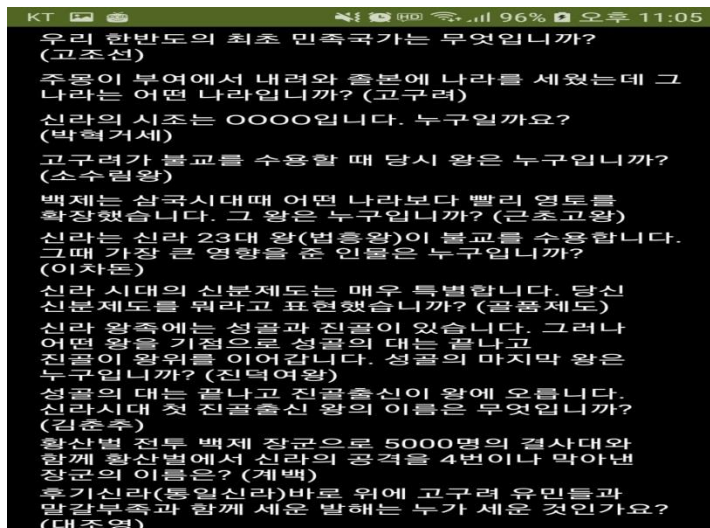 KT 96% 오후 11:05
우리 한반도의 최초 민족국가는 무엇입니까?
(고조선)
주몽이 부여에서 내려와 졸본에 나라를 세웠는데 그
나라는 어떤 나라입니까? (고구려)
신라의 시조는 OOOO입니다. 누구일까요?
(박혁거세)
고구려가 불교를 수용할 때 당시 왕은 누구입니까?
(소수림왕)
백제는 삼국시대때 어떤 나라보다 빨리 영토를
확장했습니다. 그 왕은 누구입니까? (근초고왕)
신라는 신라 23대 왕(법흥왕)이 불교를 수용합니다.
그때 가장 큰 영향을 준 인물은 누구입니까?
(이차돈)
신라 시대의 신분제도는 매우 특별합니다. 당신
신분제도를 뭐라고 표현했습니까? (골품제도)
신라 왕족에는 성골과 진골이 있습니다. 그러나
어떤 왕을 기점으로 성골의 대는 끝나고
진골이 왕위를 이어갑니다. 성골의 마지막 왕은
누구입니까? (진덕여왕)
성골의 대는 끝나고 진골출신이 왕에 오릅니다.
신라시대 첫 진골출신 왕의 이름은 무엇입니까?
(김춘추)
황산벌 전투 백제 장군으로 5000명의 결사대와
함께 황산벌에서 신라의 공격을 4번이나 막아낸
장군의 이름은? (계백)
후기신라(통일신라)바로 위에 고구려 유민들과
말갈부족과 함께 세운 발해는 누가 세운 것인가요?
(대조영)